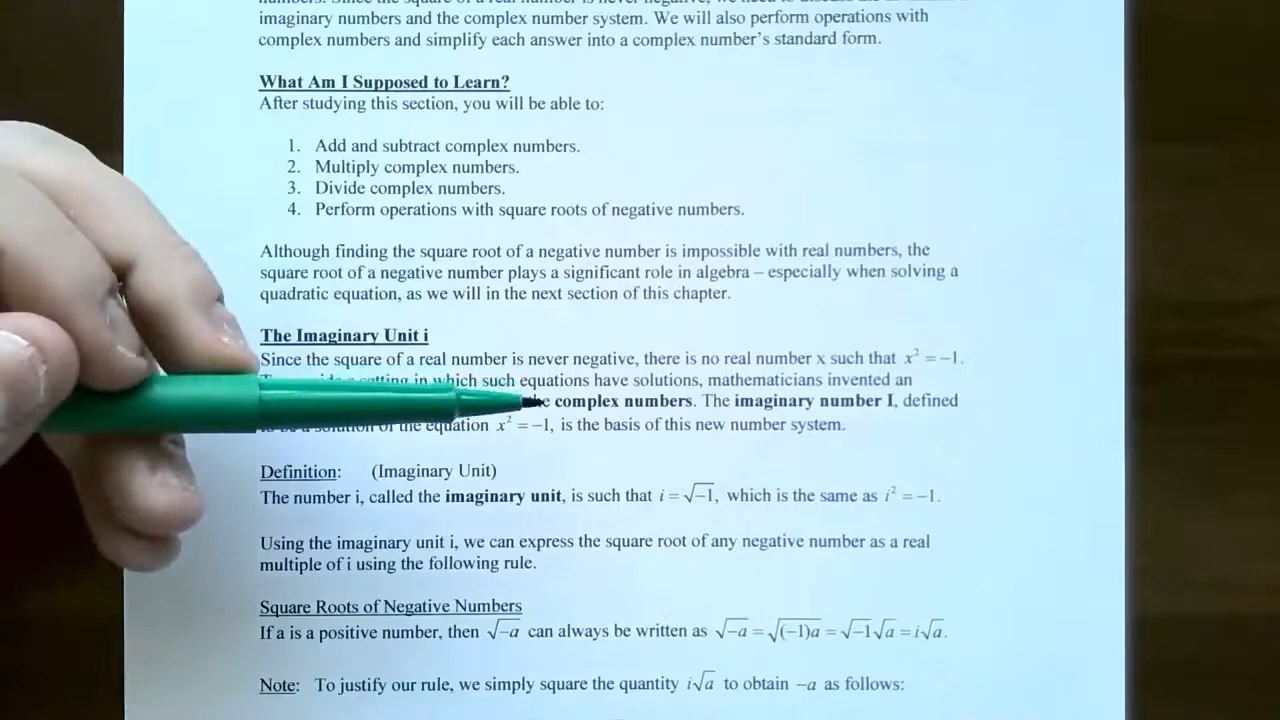 imaginary numbers and the complex number system. We will also perform operations with
complex numbers and simplify each answer into a complex number's standard form.
What Am I Supposed to Learn?
After studying this section, you will be able to:
1. Add and subtract complex numbers.
2. Multiply complex numbers.
3. Divide complex numbers.
4. Perform operations with square roots of negative numbers.
Although finding the square root of a negative number is impossible with real numbers, the
square root of a negative number plays a significant role in algebra – especially when solving a
quadratic equation, as we will in the next section of this chapter.
The Imaginary Unit i
Since the square of a real number is never negative, there is no real number x such that x² = −1.
in which such equations have solutions, mathematicians invented an
complex numbers. The imaginary number I, defined
equation x² = −1, is the basis of this new number system.
Definition: (Imaginary Unit)
The number i, called the imaginary unit, is such that i = √−1, which is the same as i² = −1.
Using the imaginary unit i, we can express the square root of any negative number as a real
multiple of i using the following rule.
Square Roots of Negative Numbers
If a is a positive number, then √−a can always be written as √−a = √(−1)a = √−1√a = i√a.
Note: To justify our rule, we simply square the quantity i√a to obtain −a as follows: